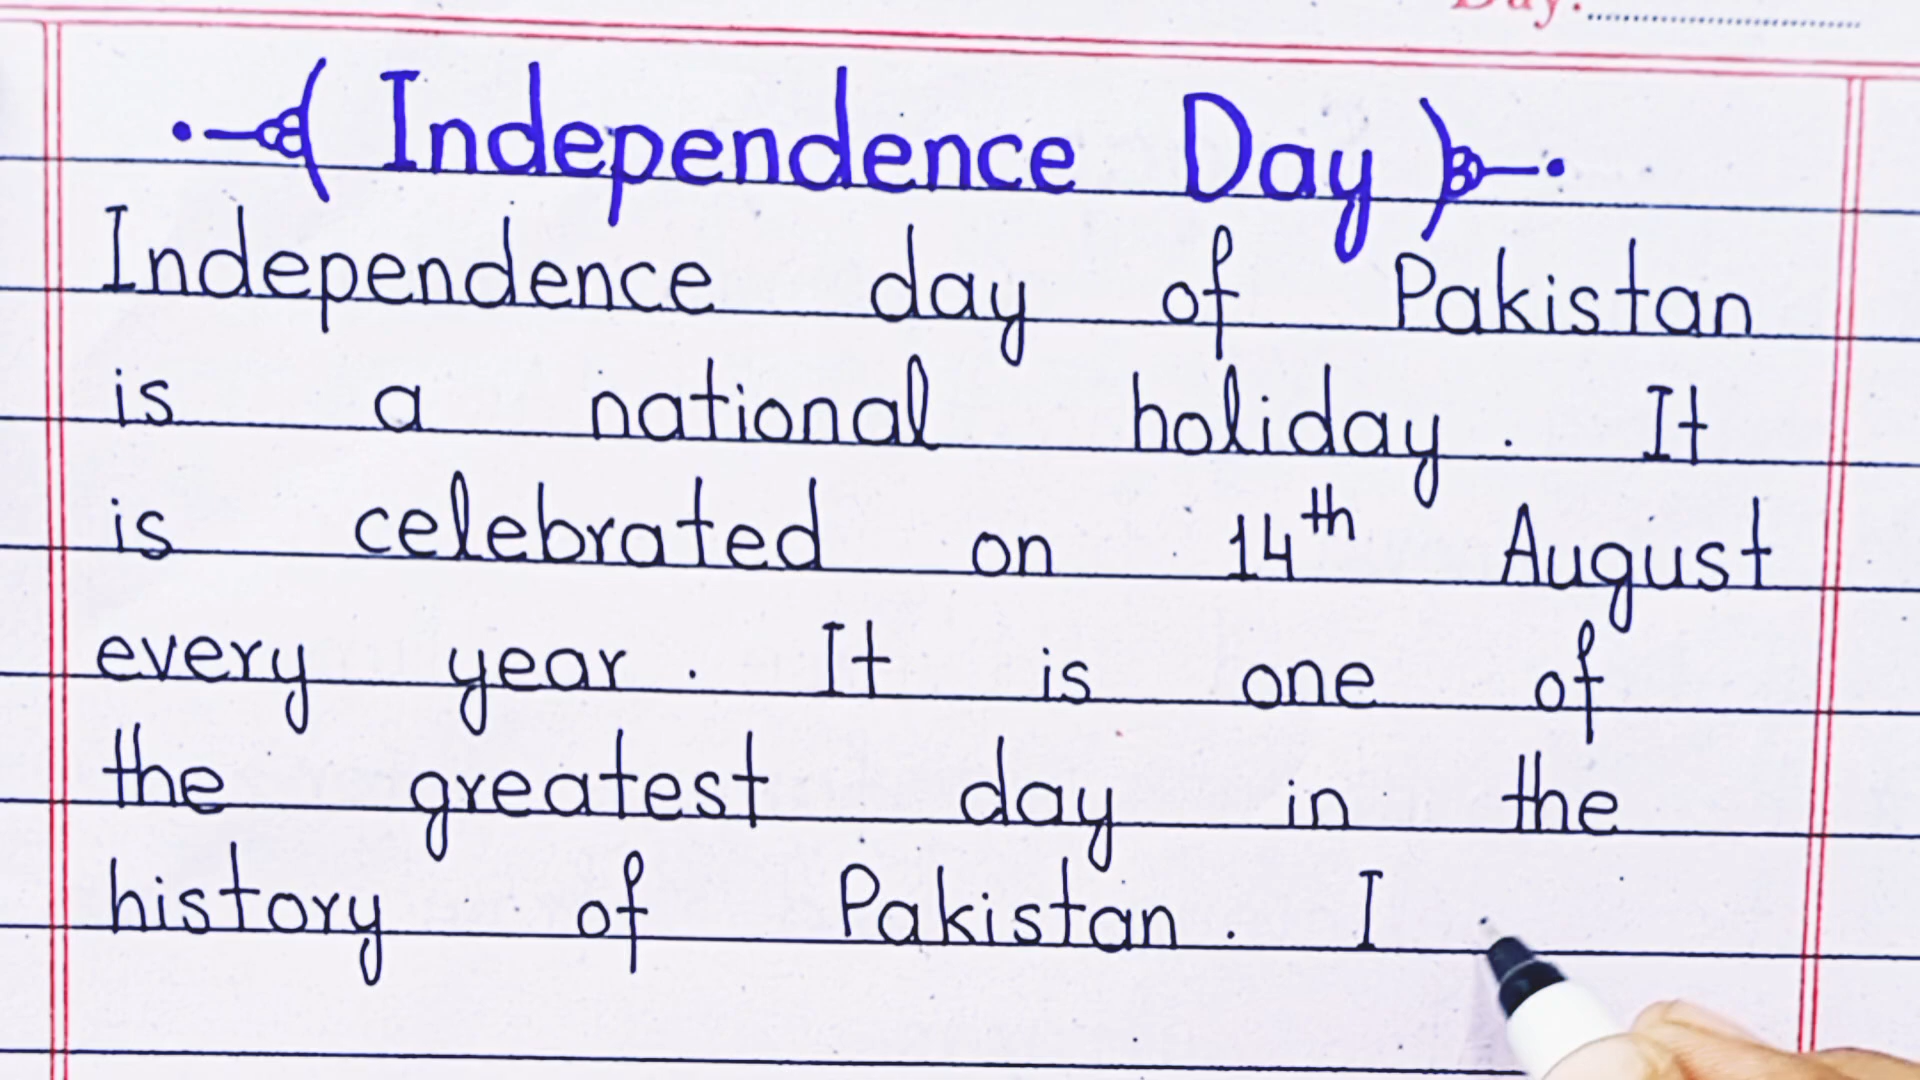 Day:
Independence Day
Independence day of Pakistan
is a national holiday. It
is celebrated on 14th August
every year. It is one of
the greatest day in the
history of Pakistan. I